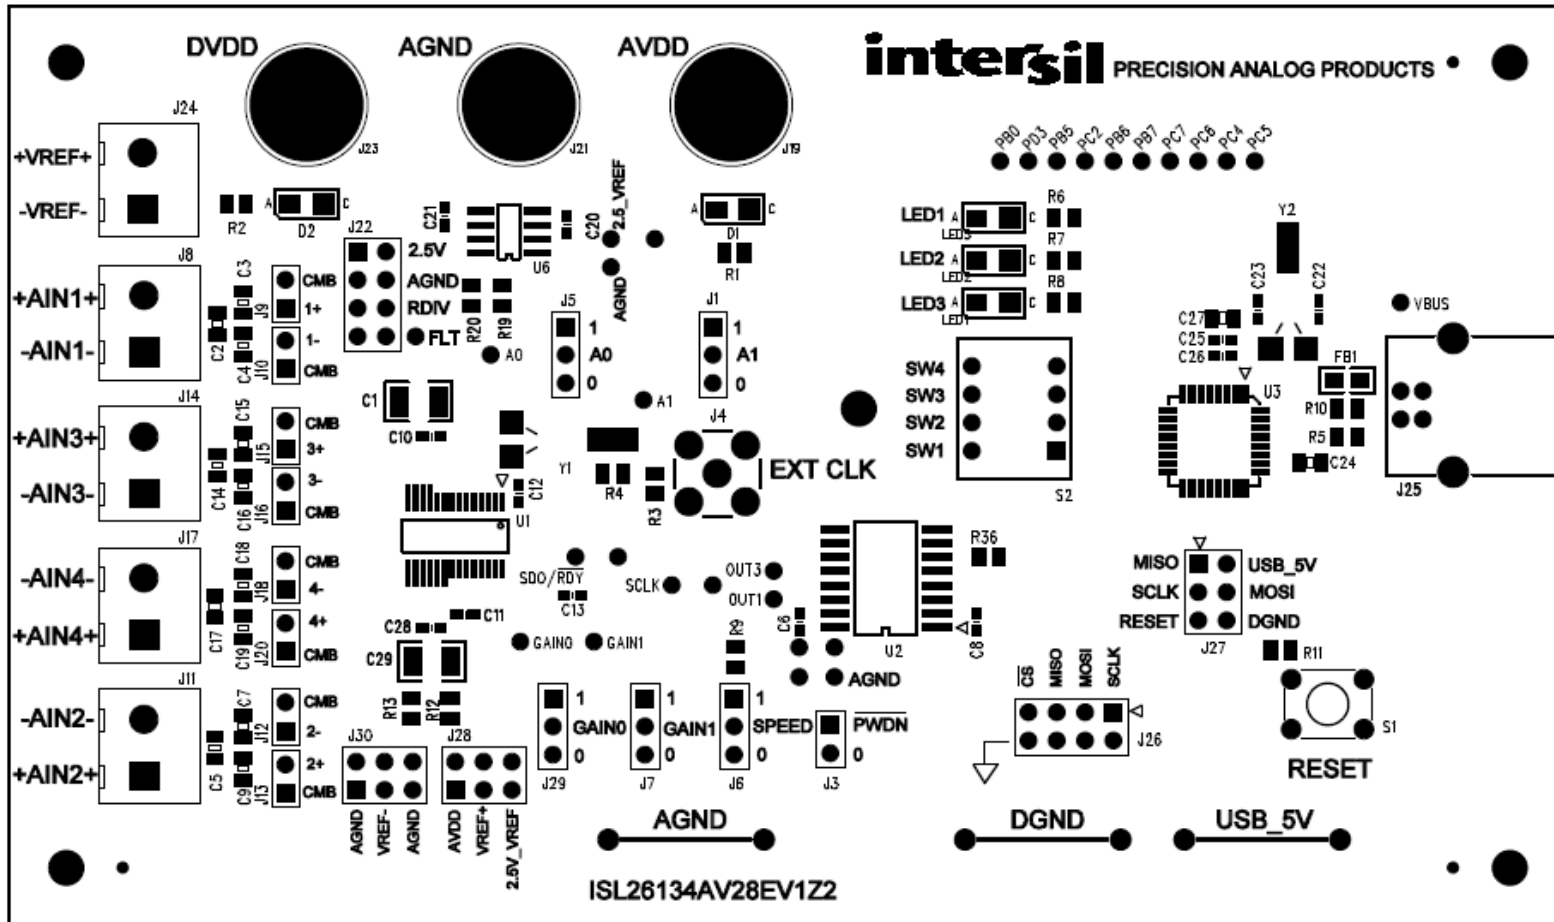 DVDD
AGND
AVDD
intersil PRECISION ANALOG PRODUCTS
J24
J23
J21
J19
+VREF+
-VREF-
R2
A
C
D2
C21
C20
U6
2.5_VREF
AGND
A
C
D1
R1
PB0
PD3
PB5
PC2
PB6
PB7
PC7
PC6
PC4
PC5
LED1
A
C
LED3
R6
LED2
A
C
LED2
R7
LED3
A
C
LED1
R8
Y2
C23
C22
VBUS
J8
+AIN1+
-AIN1-
C3
C2
C4
J9
J10
CMB
1+
1-
CMB
J22
2.5V
AGND
RDIV
FLT
R20
R19
A0
J5
1
A0
0
J1
1
A1
0
A1
SW4
SW3
SW2
SW1
S2
C27
C25
C26
U3
FB1
R10
R5
C24
J25
J14
+AIN3+
-AIN3-
C15
C14
C16
J15
J16
CMB
3+
3-
CMB
C1
C10
Y1
C12
U1
R4
R3
J4
EXT CLK
J17
-AIN4-
+AIN4+
C18
C17
C19
J18
J20
CMB
4-
4+
CMB
SDO/RDY
C13
SCLK
OUT3
OUT1
C11
C28
C29
GAIN0
GAIN1
C6
U2
C8
R36
AGND
MISO
SCLK
RESET
USB_5V
MOSI
DGND
J27
R11
S1
RESET
CS
MISO
MOSI
SCLK
J26
J11
-AIN2-
+AIN2+
C7
C5
C9
J12
J13
CMB
2-
2+
CMB
R13
R12
J30
J28
AGND
VREF-
AGND
AVDD
VREF+
2.5V_VREF
1
GAIN0
0
J29
1
GAIN1
0
J7
1
SPEED
0
J6
PWDN
0
J3
AGND
DGND
USB_5V
ISL26134AV28EV1Z2